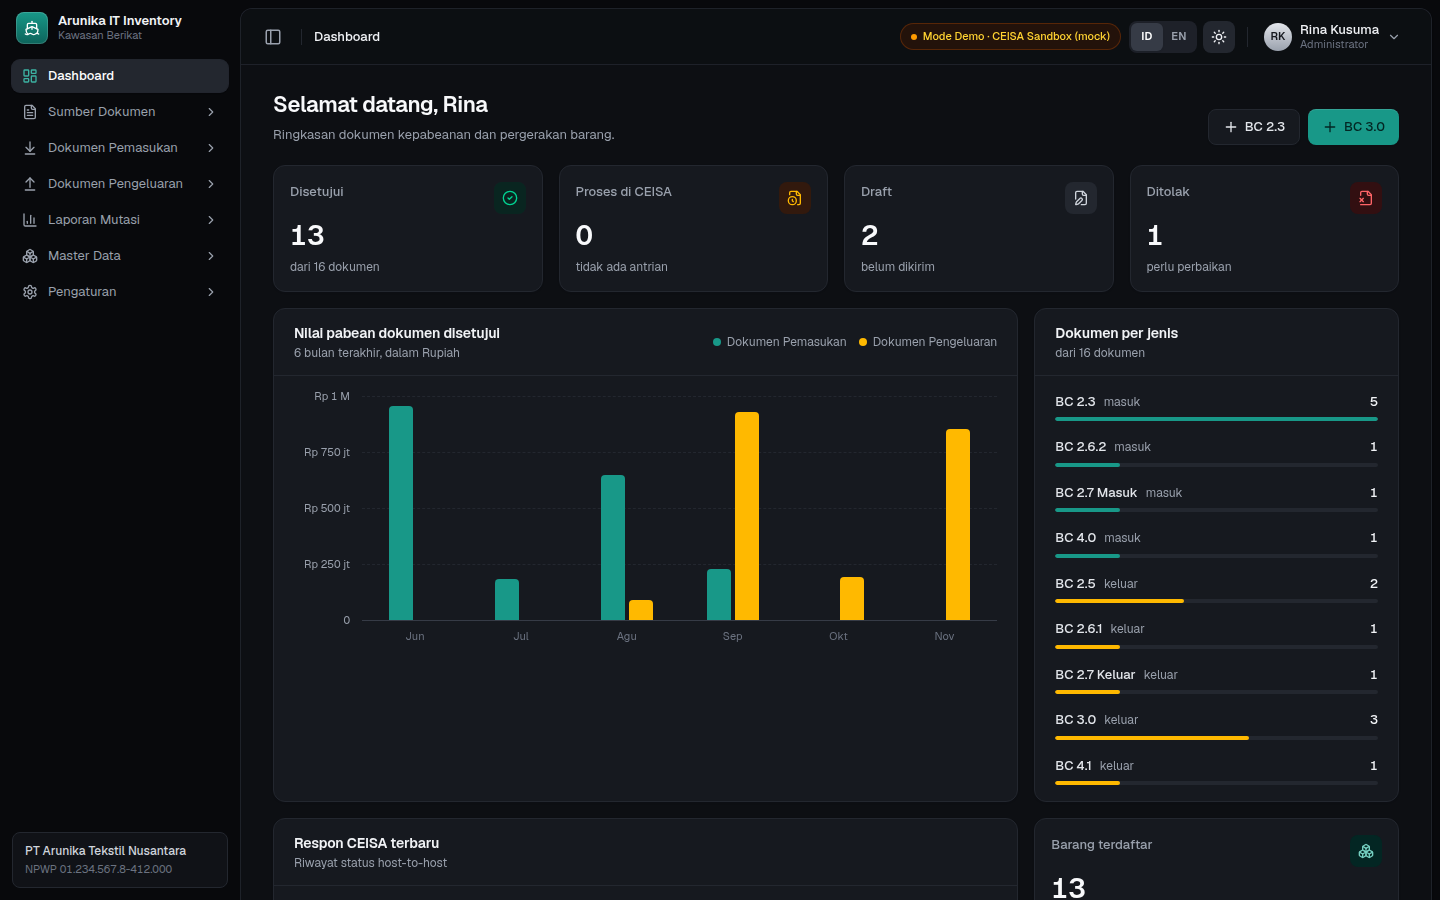 Arunika IT Inventory
Kawasan Berikat
Dashboard
Sumber Dokumen
Dokumen Pemasukan
Dokumen Pengeluaran
Laporan Mutasi
Master Data
Pengaturan
PT Arunika Tekstil Nusantara
NPWP 01.234.567.8-412.000
Dashboard
Mode Demo · CEISA Sandbox (mock)
ID EN
RK
Rina Kusuma
Administrator
Selamat datang, Rina
Ringkasan dokumen kepabeanan dan pergerakan barang.
BC 2.3
BC 3.0
Disetujui
13
dari 16 dokumen
Proses di CEISA
0
tidak ada antrian
Draft
2
belum dikirim
Ditolak
1
perlu perbaikan
Nilai pabean dokumen disetujui
6 bulan terakhir, dalam Rupiah
Dokumen Pemasukan Dokumen Pengeluaran
Rp 1 M
Rp 750 jt
Rp 500 jt
Rp 250 jt
0
Jun Jul Agu Sep Okt Nov
Dokumen per jenis
dari 16 dokumen
BC 2.3 masuk 5
BC 2.6.2 masuk 1
BC 2.7 Masuk masuk 1
BC 4.0 masuk 1
BC 2.5 keluar 2
BC 2.6.1 keluar 1
BC 2.7 Keluar keluar 1
BC 3.0 keluar 3
BC 4.1 keluar 1
Respon CEISA terbaru
Riwayat status host-to-host
Barang terdaftar
13